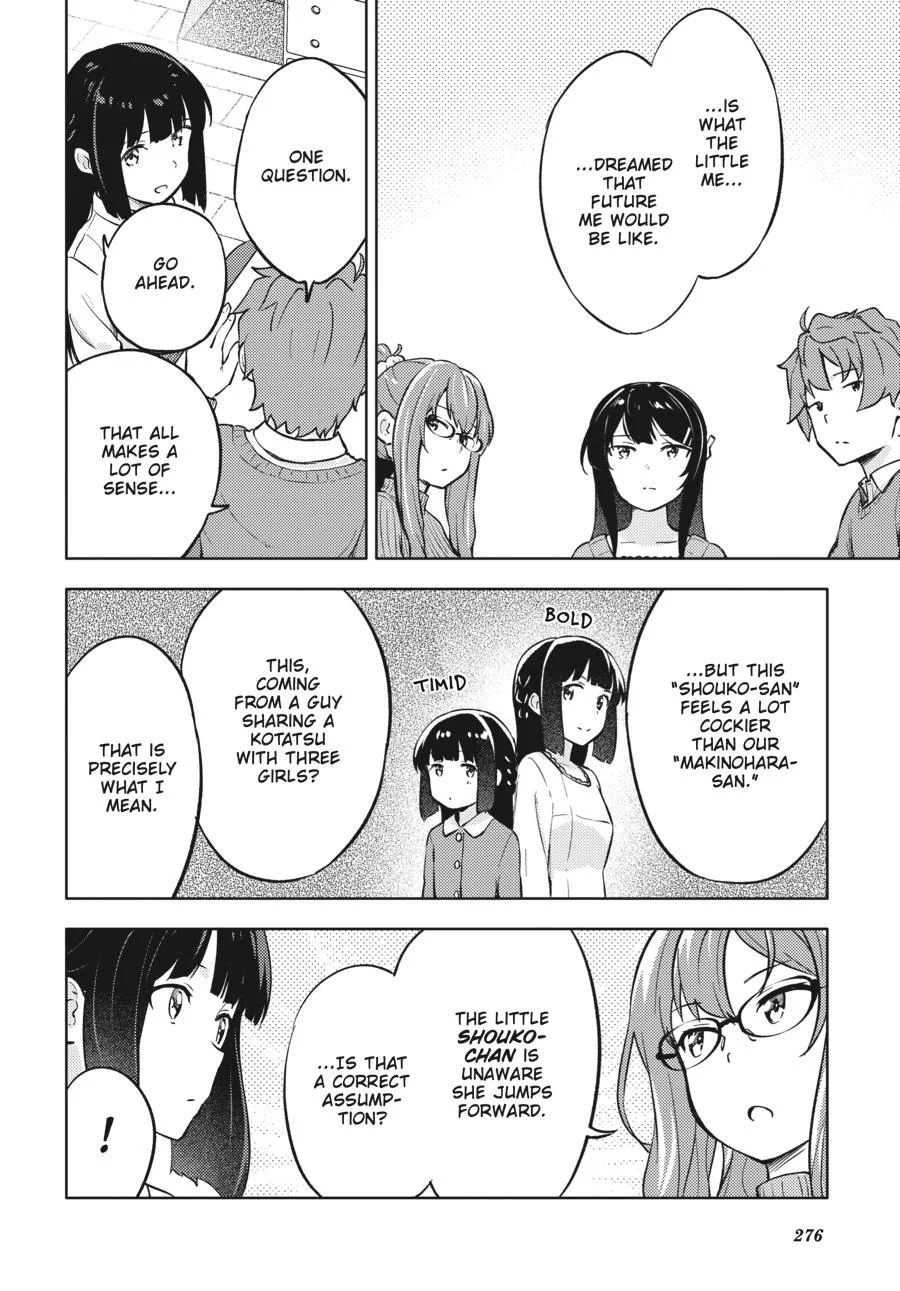 ...IS
WHAT
THE
LITTLE
ME...
...DREAMED
THAT
FUTURE
ME WOULD
BE LIKE.
ONE
QUESTION.
GO
AHEAD.
THAT ALL
MAKES A
LOT OF
SENSE...
...BUT THIS
"SHOUKO-SAN"
FEELS A LOT
COCKIER
THAN OUR
"MAKINOHARA-
SAN."
BOLD
TIMID
THIS,
COMING
FROM A GUY
SHARING A
KOTATSU
WITH THREE
GIRLS?
THAT IS
PRECISELY
WHAT I
MEAN.
THE LITTLE
SHOUKO-
CHAN IS
UNAWARE
SHE JUMPS
FORWARD.
...IS THAT
A CORRECT
ASSUMP-
TION?
!
276